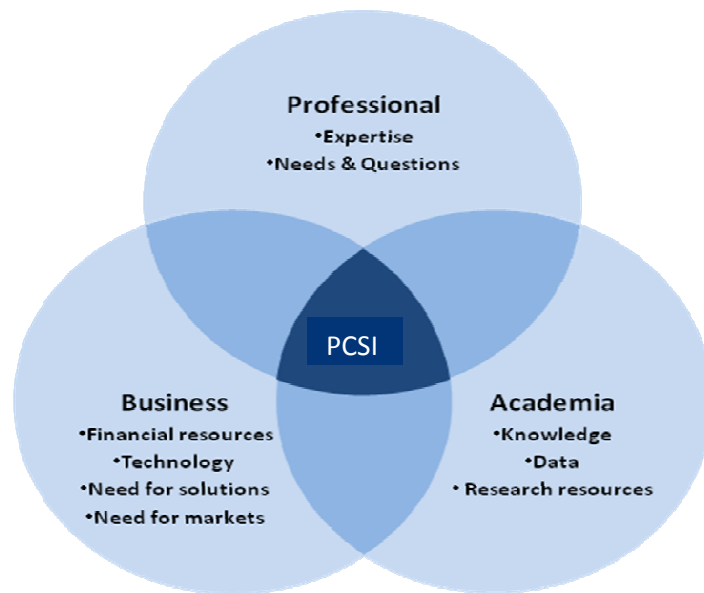 Professional
•Expertise
•Needs & Questions
PCSI
Business
•Financial resources
•Technology
•Need for solutions
•Need for markets
Academia
•Knowledge
•Data
• Research resources